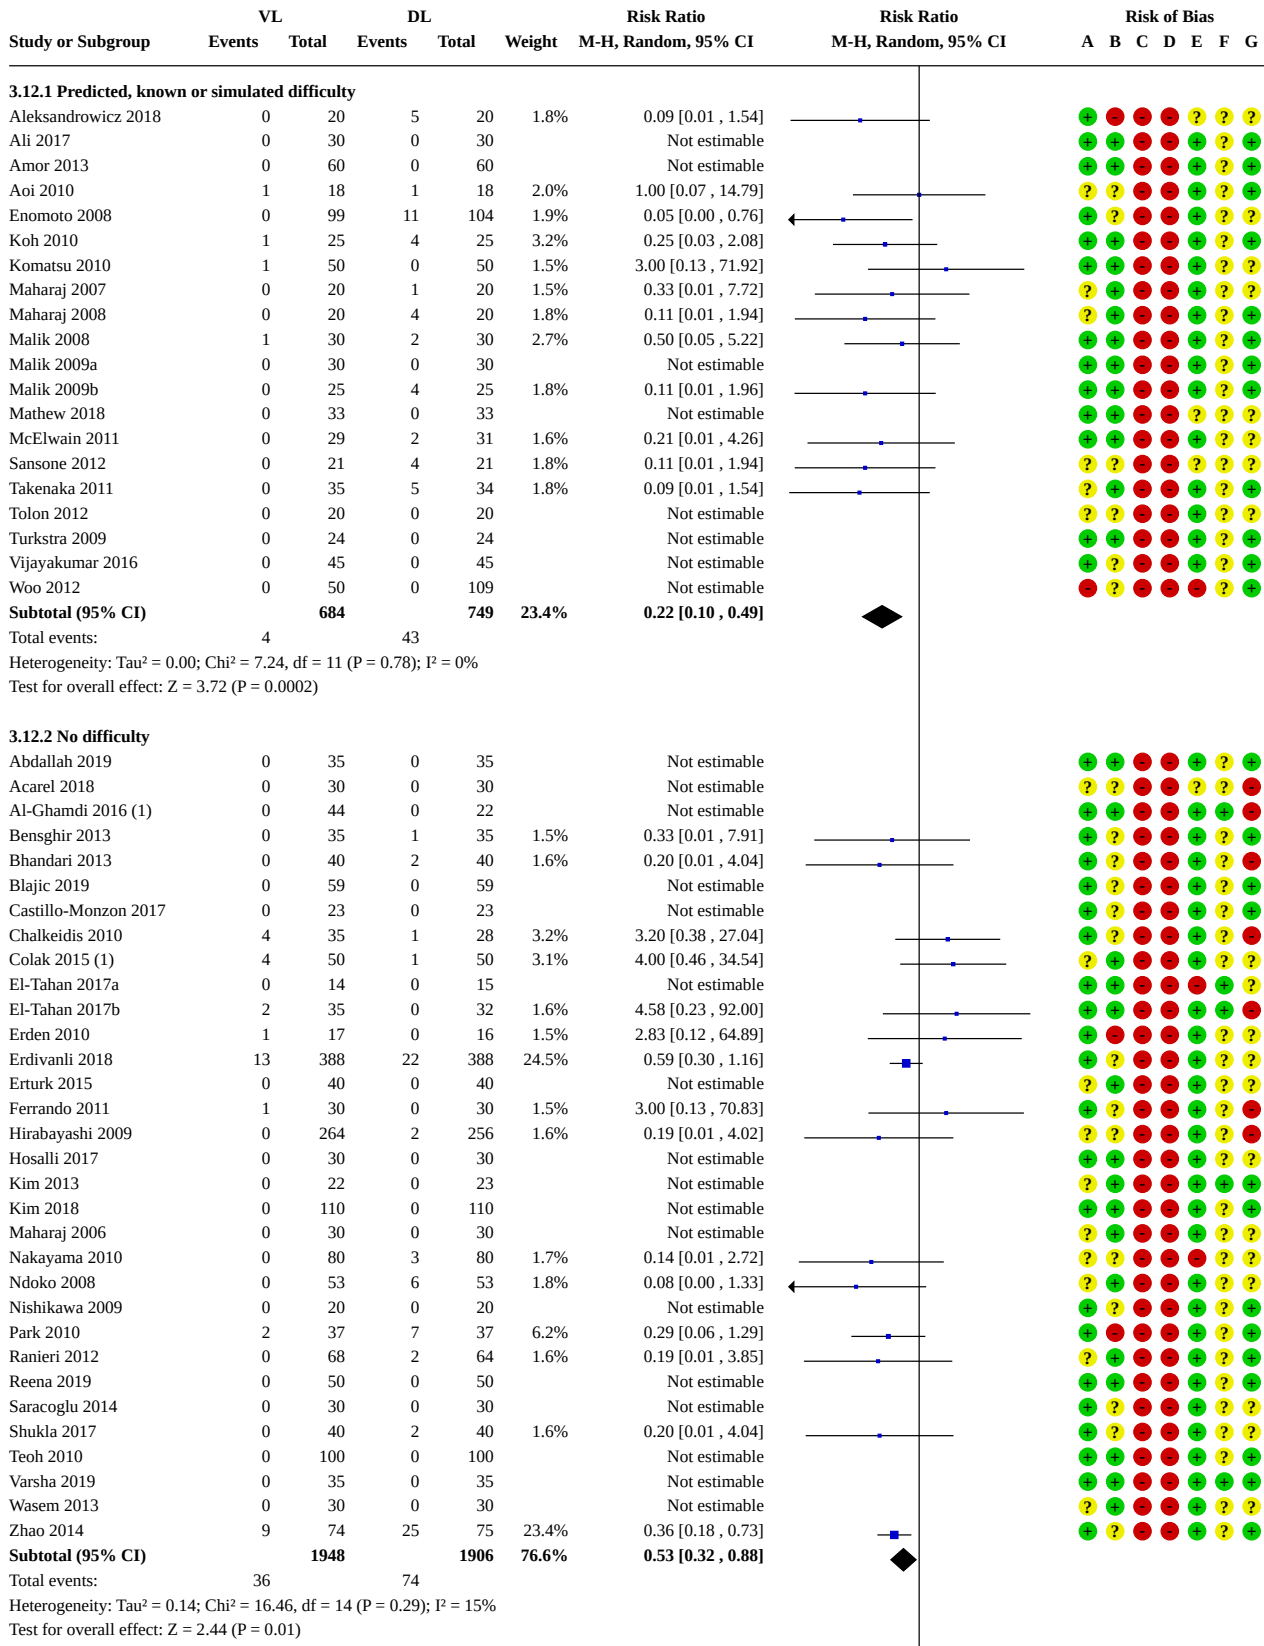 VL DL Risk Ratio Risk Ratio Risk of Bias
Study or Subgroup Events Total Events Total Weight M-H, Random, 95% CI M-H, Random, 95% CI A B C D E F G
3.12.1 Predicted, known or simulated difficulty
Aleksandrowicz 2018 0 20 5 20 1.8% 0.09 [0.01 , 1.54] + - - - ? ? ?
Ali 2017 0 30 0 30 Not estimable + + - - + ? +
Amor 2013 0 60 0 60 Not estimable + + - - + ? +
Aoi 2010 1 18 1 18 2.0% 1.00 [0.07 , 14.79] ? ? - - + ? +
Enomoto 2008 0 99 11 104 1.9% 0.05 [0.00 , 0.76] + ? - - + ? ?
Koh 2010 1 25 4 25 3.2% 0.25 [0.03 , 2.08] + + - - + ? +
Komatsu 2010 1 50 0 50 1.5% 3.00 [0.13 , 71.92] + + - - + ? ?
Maharaj 2007 0 20 1 20 1.5% 0.33 [0.01 , 7.72] ? + - - + ? ?
Maharaj 2008 0 20 4 20 1.8% 0.11 [0.01 , 1.94] ? + - - + ? +
Malik 2008 1 30 2 30 2.7% 0.50 [0.05 , 5.22] + + - - + ? +
Malik 2009a 0 30 0 30 Not estimable + + - - + ? +
Malik 2009b 0 25 4 25 1.8% 0.11 [0.01 , 1.96] + + - - + ? +
Mathew 2018 0 33 0 33 Not estimable + + - - ? ? ?
McElwain 2011 0 29 2 31 1.6% 0.21 [0.01 , 4.26] + + - - + ? ?
Sansone 2012 0 21 4 21 1.8% 0.11 [0.01 , 1.94] ? ? - - ? ? ?
Takenaka 2011 0 35 5 34 1.8% 0.09 [0.01 , 1.54] ? + - - + ? +
Tolon 2012 0 20 0 20 Not estimable ? ? - - + ? ?
Turkstra 2009 0 24 0 24 Not estimable + + - - + ? +
Vijayakumar 2016 0 45 0 45 Not estimable + ? - - + ? +
Woo 2012 0 50 0 109 Not estimable - ? - - - ? +
Subtotal (95% CI) 684 749 23.4% 0.22 [0.10 , 0.49]
Total events: 4 43
Heterogeneity: Tau² = 0.00; Chi² = 7.24, df = 11 (P = 0.78); I² = 0%
Test for overall effect: Z = 3.72 (P = 0.0002)
3.12.2 No difficulty
Abdallah 2019 0 35 0 35 Not estimable + + - - + ? +
Acarel 2018 0 30 0 30 Not estimable ? ? - - ? ? -
Al-Ghamdi 2016 (1) 0 44 0 22 Not estimable + + - - + + -
Bensghir 2013 0 35 1 35 1.5% 0.33 [0.01 , 7.91] + ? - - + ? +
Bhandari 2013 0 40 2 40 1.6% 0.20 [0.01 , 4.04] + ? - - + ? -
Blajic 2019 0 59 0 59 Not estimable + ? - - + ? +
Castillo-Monzon 2017 0 23 0 23 Not estimable + ? - - + ? +
Chalkeidis 2010 4 35 1 28 3.2% 3.20 [0.38 , 27.04] + ? - - + ? -
Colak 2015 (1) 4 50 1 50 3.1% 4.00 [0.46 , 34.54] ? + - - + ? +
El-Tahan 2017a 0 14 0 15 Not estimable + + - - - + ?
El-Tahan 2017b 2 35 0 32 1.6% 4.58 [0.23 , 92.00] + + - - + + -
Erden 2010 1 17 0 16 1.5% 2.83 [0.12 , 64.89] + - - - + ? ?
Erdivanli 2018 13 388 22 388 24.5% 0.59 [0.30 , 1.16] + ? - - + ? ?
Erturk 2015 0 40 0 40 Not estimable ? + - - + ? ?
Ferrando 2011 1 30 0 30 1.5% 3.00 [0.13 , 70.83] + ? - - + ? -
Hirabayashi 2009 0 264 2 256 1.6% 0.19 [0.01 , 4.02] ? ? - - + ? -
Hosalli 2017 0 30 0 30 Not estimable + + - - + ? ?
Kim 2013 0 22 0 23 Not estimable ? + - - + + +
Kim 2018 0 110 0 110 Not estimable + + - - + ? +
Maharaj 2006 0 30 0 30 Not estimable ? + - - + ? ?
Nakayama 2010 0 80 3 80 1.7% 0.14 [0.01 , 2.72] ? ? - - - ? ?
Ndoko 2008 0 53 6 53 1.8% 0.08 [0.00 , 1.33] ? + - - + ? ?
Nishikawa 2009 0 20 0 20 Not estimable + ? - - + ? +
Park 2010 2 37 7 37 6.2% 0.29 [0.06 , 1.29] + - - - + ? +
Ranieri 2012 0 68 2 64 1.6% 0.19 [0.01 , 3.85] ? + - - + ? +
Reena 2019 0 50 0 50 Not estimable + + - - + ? +
Saracoglu 2014 0 30 0 30 Not estimable + ? - - + ? ?
Shukla 2017 0 40 2 40 1.6% 0.20 [0.01 , 4.04] + ? - - + ? ?
Teoh 2010 0 100 0 100 Not estimable + + - - + ? +
Varsha 2019 0 35 0 35 Not estimable + + - - + + +
Wasem 2013 0 30 0 30 Not estimable ? + - - + ? ?
Zhao 2014 9 74 25 75 23.4% 0.36 [0.18 , 0.73] + ? - - + ? +
Subtotal (95% CI) 1948 1906 76.6% 0.53 [0.32 , 0.88]
Total events: 36 74
Heterogeneity: Tau² = 0.14; Chi² = 16.46, df = 14 (P = 0.29); I² = 15%
Test for overall effect: Z = 2.44 (P = 0.01)